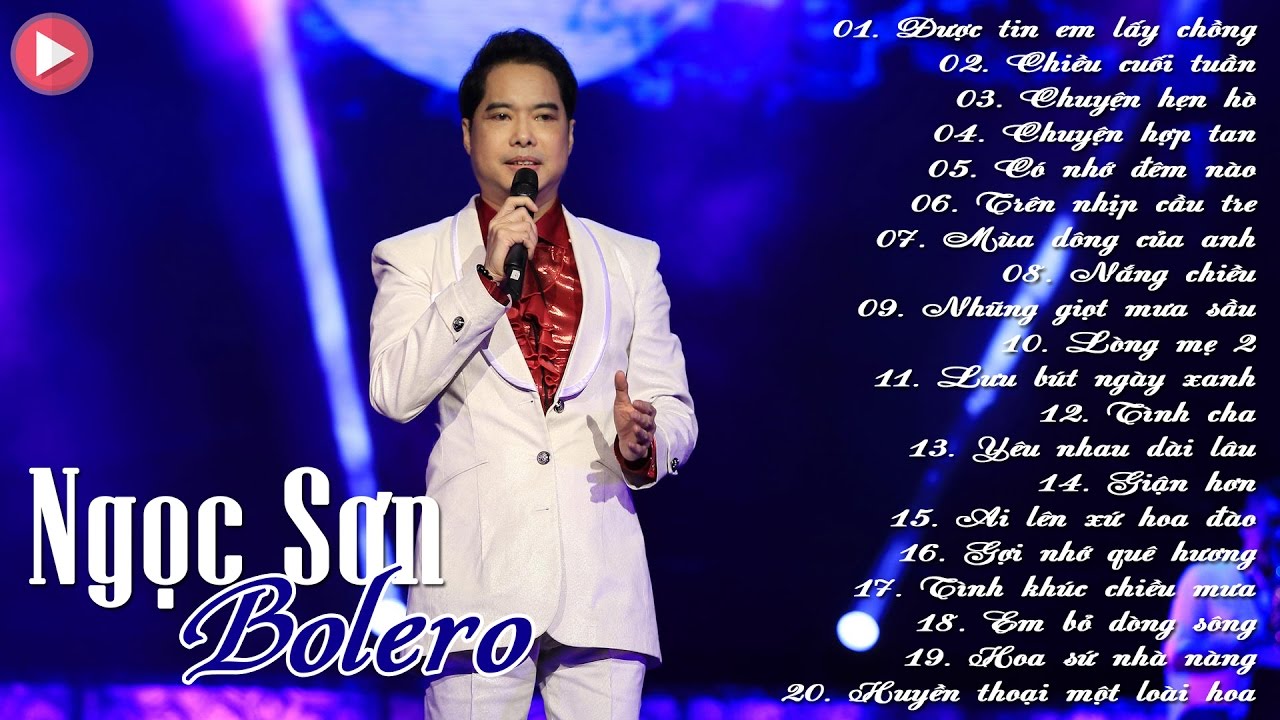 01. Được tin em lấy chồng
02. Chiều cuối tuần
03. Chuyện hẹn hò
04. Chuyện hợp tan
05. Có nhớ đêm nào
06. Trên nhịp cầu tre
07. Mùa đông của anh
08. Nắng chiều
09. Những giọt mưa sầu
10. Lòng mẹ 2
11. Lưu bút ngày xanh
12. Tình cha
13. Yêu nhau dài lâu
14. Giận hơn
15. Ai lên xứ hoa đào
16. Gợi nhớ quê hương
17. Tình khúc chiều mưa
18. Em bỏ dòng sông
19. Hoa sứ nhà nàng
20. Huyền thoại một loài hoa
Ngọc Sơn
Bolero